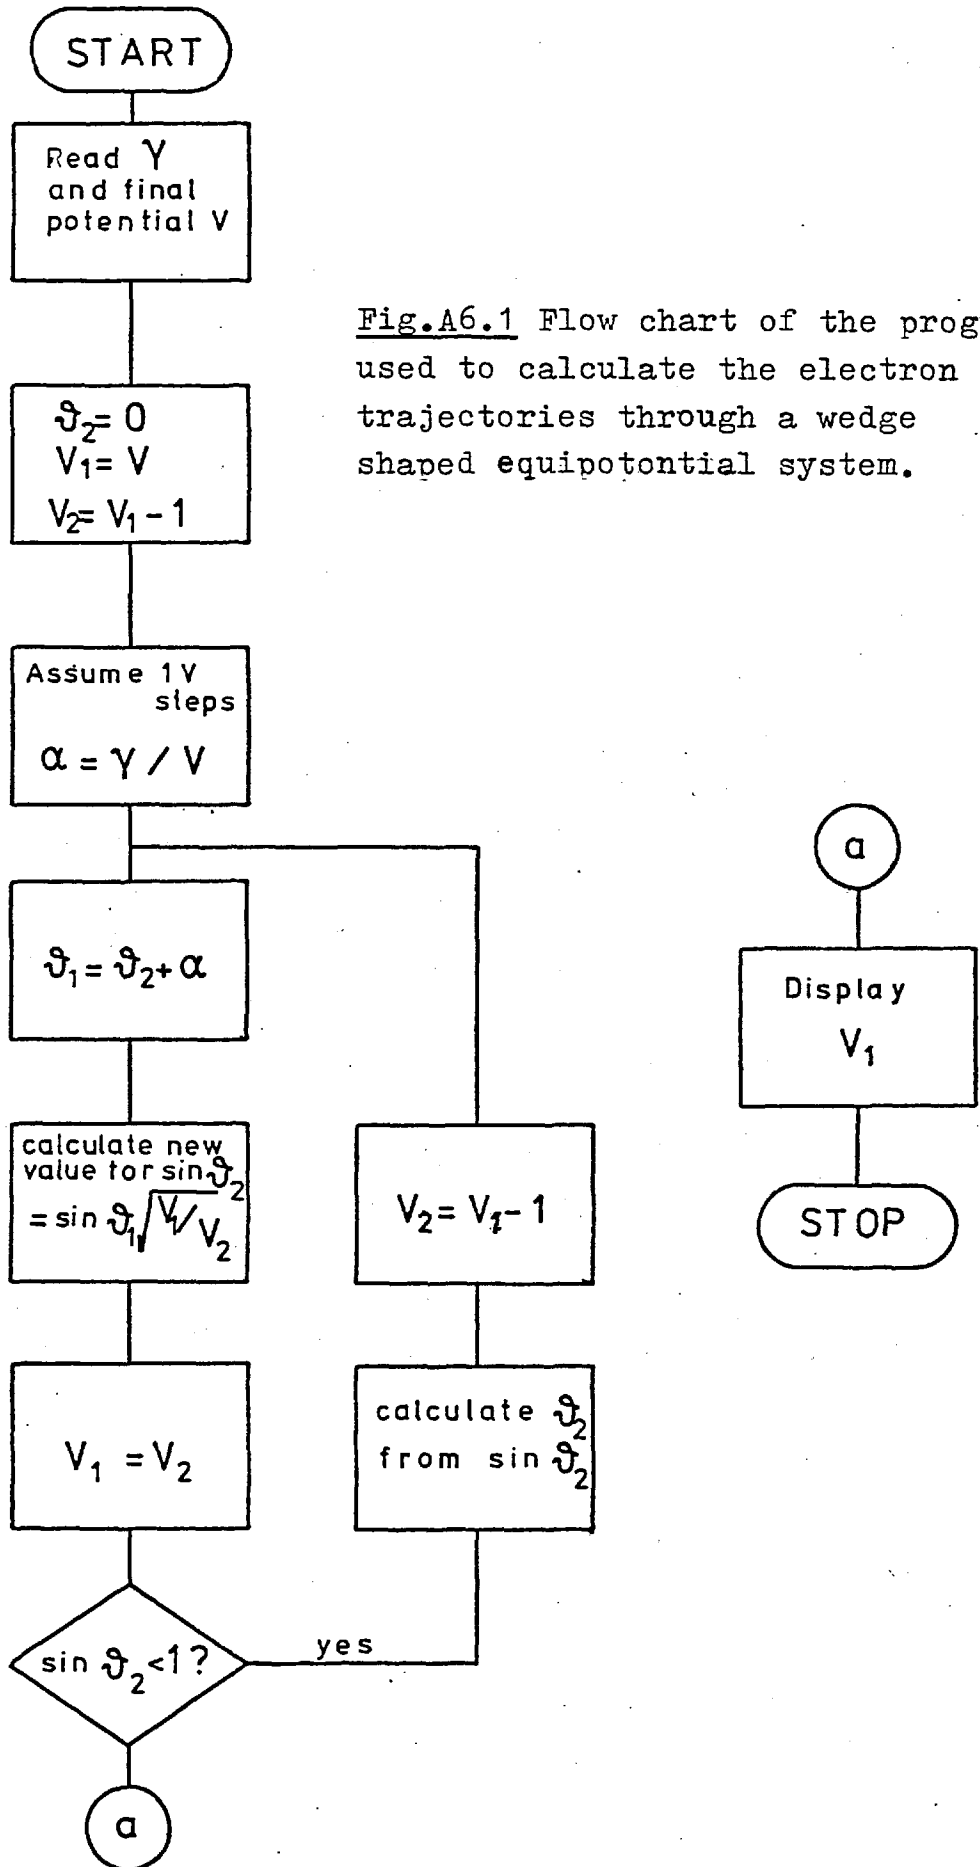 START
Read γ
and final
potential V
Fig.A6.1 Flow chart of the prog
used to calculate the electron
trajectories through a wedge
shaped equipotontial system.
ϑ₂= 0
V₁= V
V₂= V₁ - 1
Assume 1V
steps
α = γ / V
ϑ₁= ϑ₂+ α
calculate new
value for sin ϑ₂
= sin ϑ₁√V₁/V₂
V₁ = V₂
sin ϑ₂<1?
yes
a
V₂= V₁- 1
calculate ϑ₂
from sin ϑ₂
a
Display
V₁
STOP